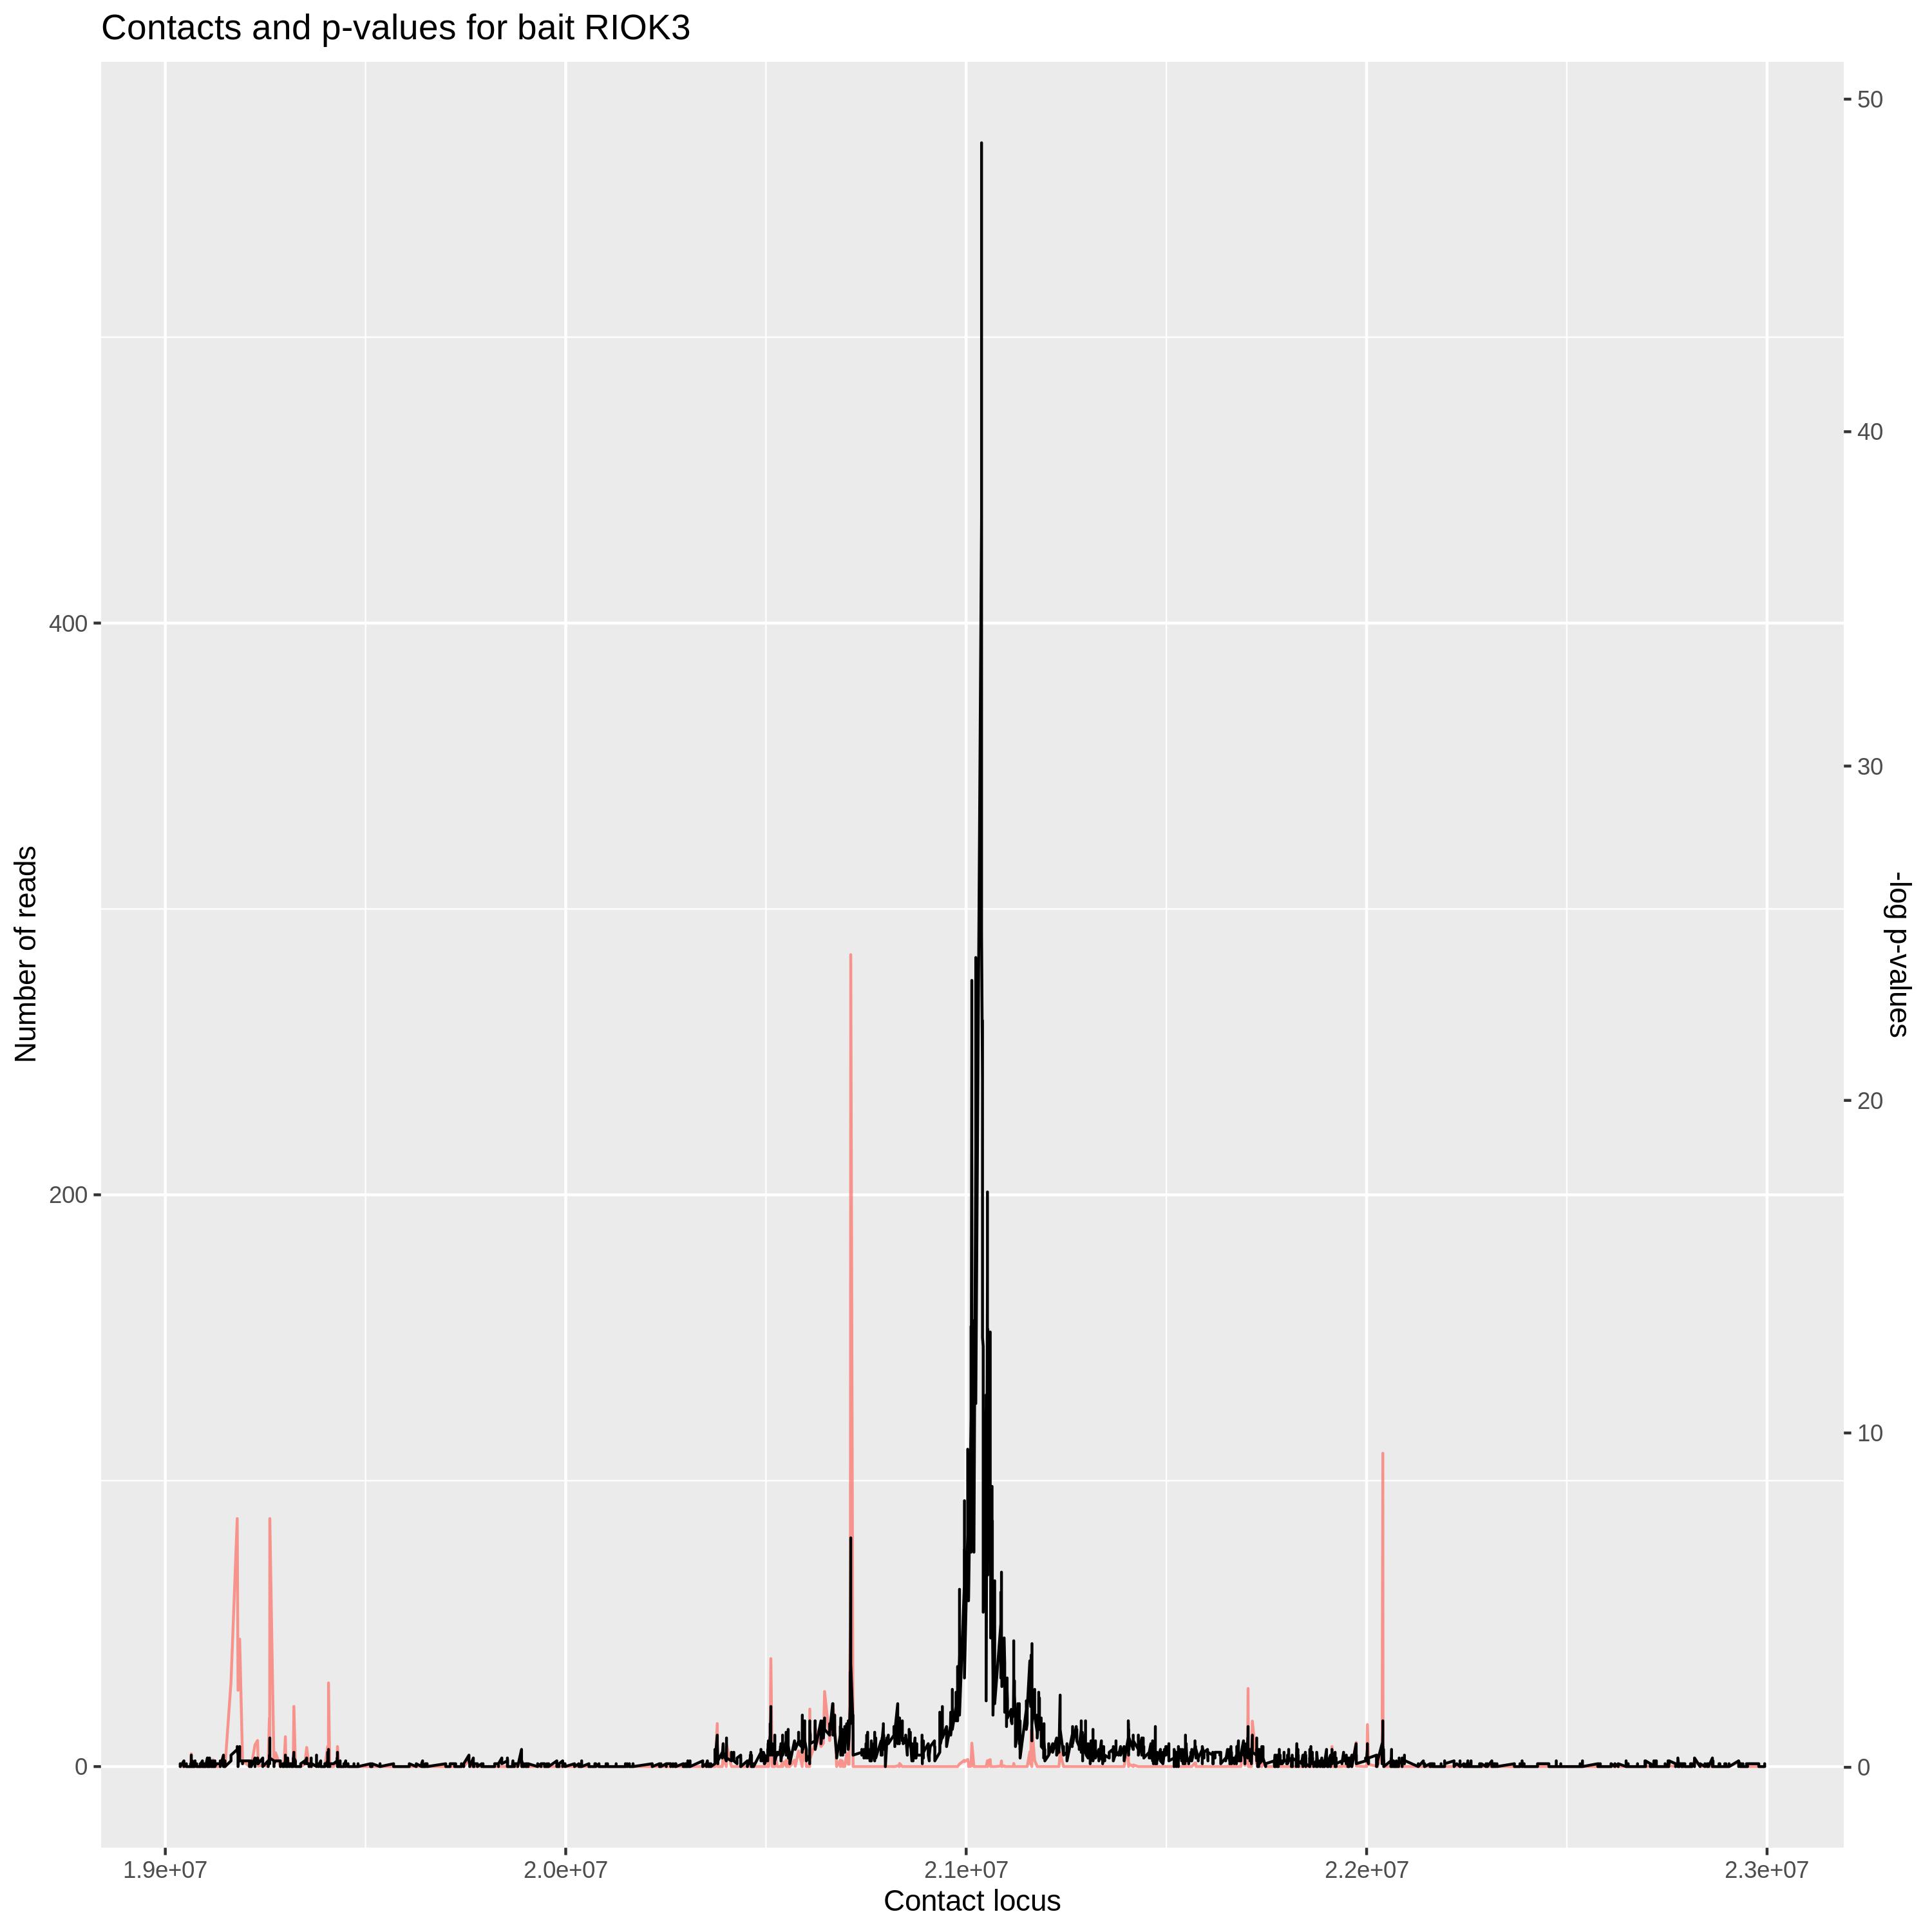 Contacts and p-values for bait RIOK3
Number of reads
400
200
0
50
40
30
20
10
0
-log p-values
1.9e+07
2.0e+07
2.1e+07
2.2e+07
2.3e+07
Contact locus